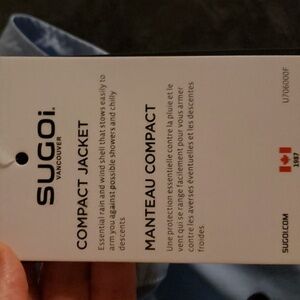 SUGOi.
VANCOUVER
COMPACT JACKET
Essential rain and wind shell that stows easily to
arm you against possible showers and chilly
descents
MANTEAU COMPACT
Une protection essentielle contre la pluie et le
vent qui se range facilement pour vous armer
contre les averses éventuelles et les descentes
froides
SUGOI.COM
1987
U706000F